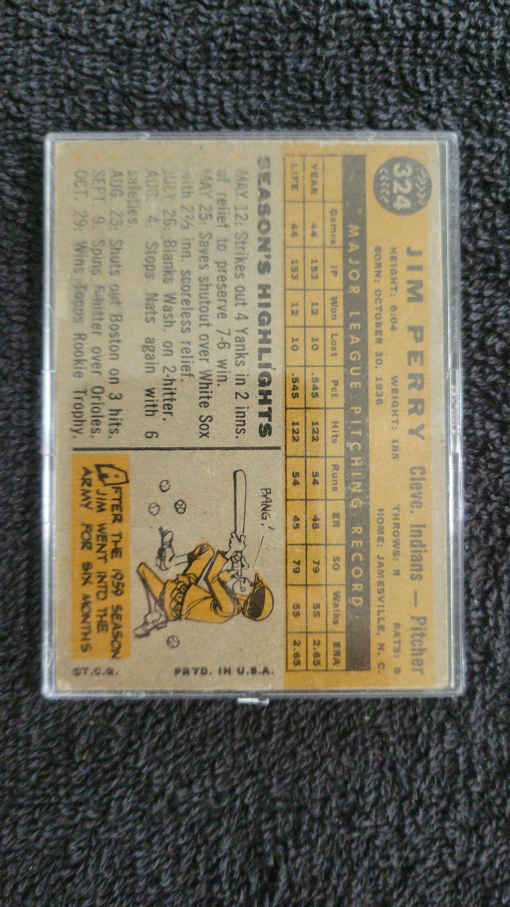 324
JIM PERRY Cleve. Indians — Pitcher
HEIGHT: 6:04 WEIGHT: 185 THROWS: R BATS: B
BORN: OCTOBER 30, 1936 HOME: JAMESVILLE, N. C.
MAJOR LEAGUE PITCHING RECORD
Games IP Won Lost Pct Hits Runs ER SO Walks ERA
YEAR 44 153 12 10 .545 122 54 45 79 55 2.65
LIFE 44 153 12 10 .545 122 54 45 79 55 2.65
SEASON'S HIGHLIGHTS
MAY 12: Strikes out 4 Yanks in 2 inns.
of relief to preserve 7-6 win.
MAY 25: Saves shutout over White Sox
with 2⅔ inn. scoreless relief.
JULY 26: Blanks Wash. on 2-hitter.
AUG. 4: Stops Nats again with 6
safeties.
AUG. 23: Shuts out Boston on 3 hits.
SEPT. 9: Spins 5-hitter over Orioles.
OCT. 29: Wins Topps Rookie Trophy.
BANG!
AFTER THE 1959 SEASON
JIM WENT INTO THE
ARMY FOR SIX MONTHS
©T.C.G. PRTD. IN U.S.A.